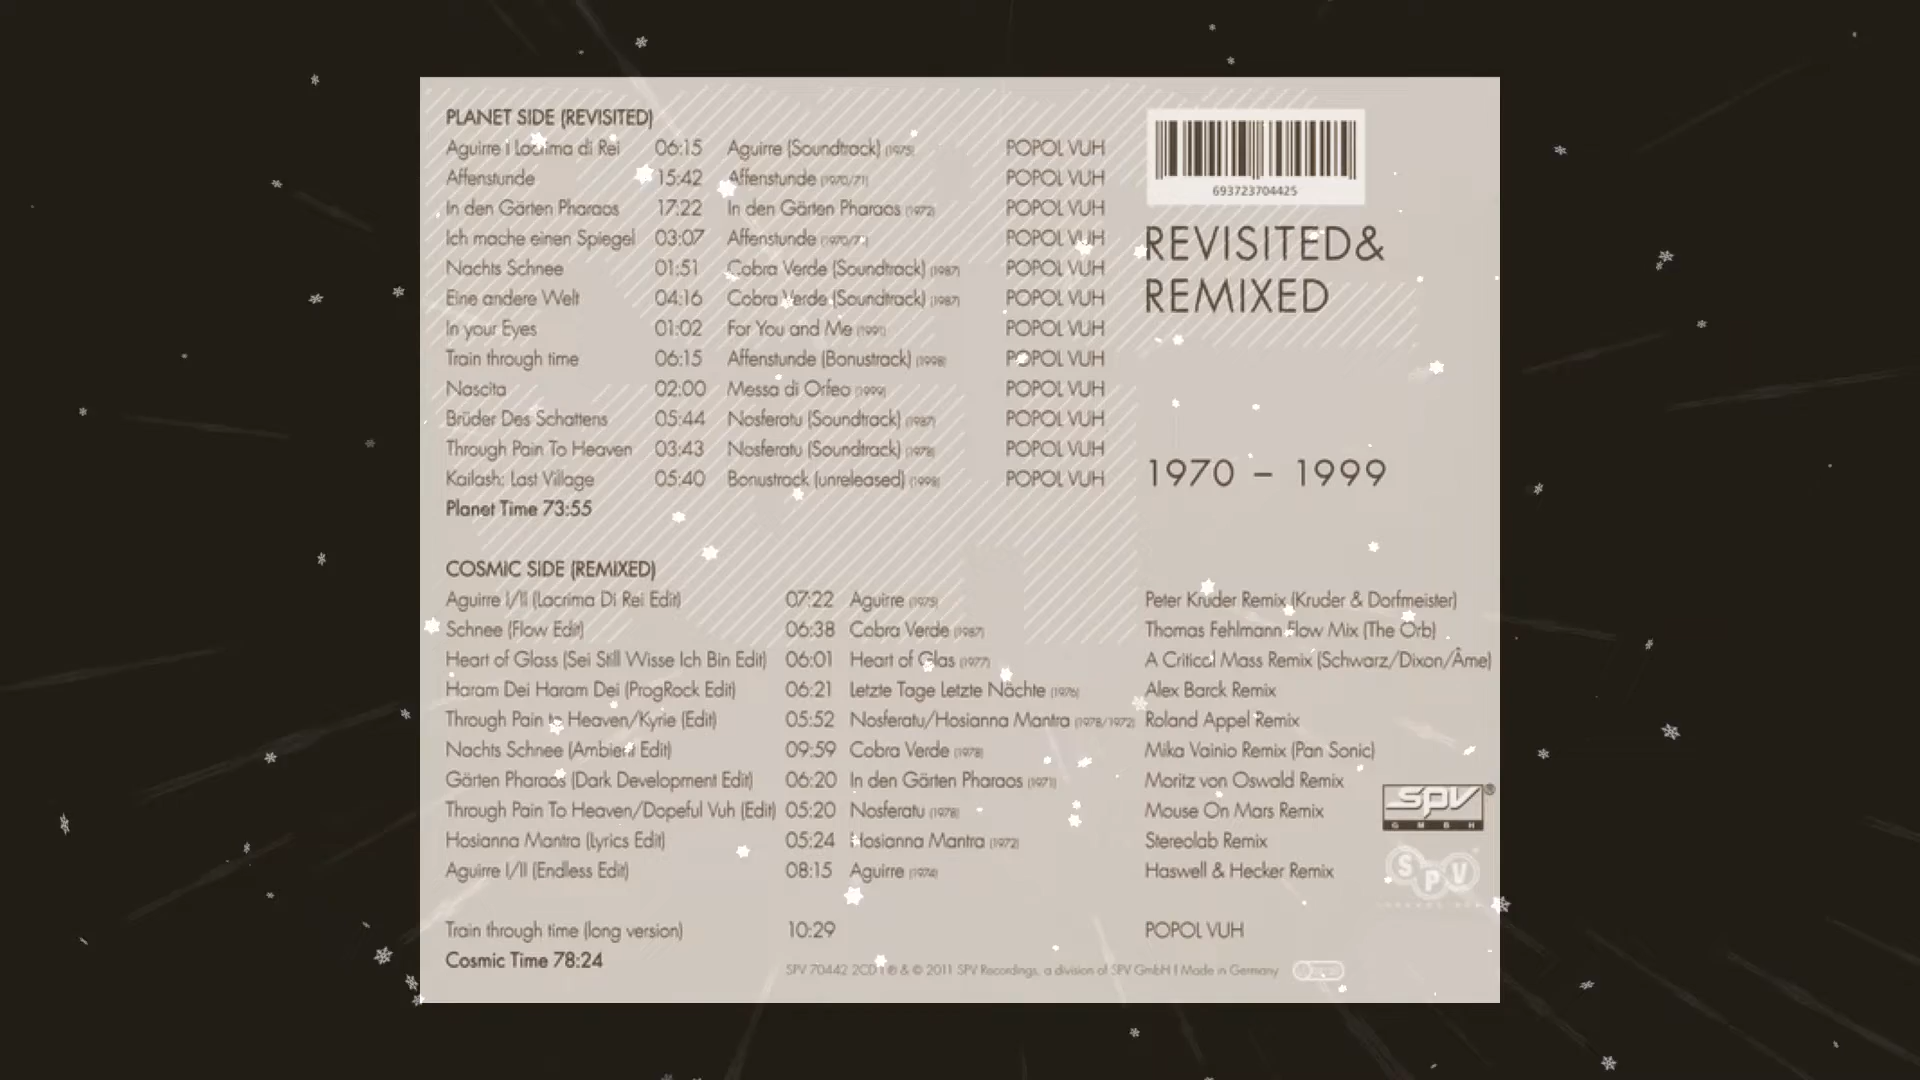 PLANET SIDE (REVISITED)
Aguirre I Lacrima di Rei 06:15 Aguirre (Soundtrack) (1975) POPOL VUH
Affenstunde 15:42 Affenstunde (1970/71) POPOL VUH
In den Gärten Pharaos 17:22 In den Gärten Pharaos (1972) POPOL VUH
Ich mache einen Spiegel 03:07 Affenstunde (1970/71) POPOL VUH
Nachts Schnee 01:51 Cobra Verde (Soundtrack) (1987) POPOL VUH
Eine andere Welt 04:16 Cobra Verde (Soundtrack) (1987) POPOL VUH
In your Eyes 01:02 For You and Me (1991) POPOL VUH
Train through time 06:15 Affenstunde (Bonustrack) (1998) POPOL VUH
Nascita 02:00 Messa di Orfeo (1999) POPOL VUH
Brüder Des Schattens 05:44 Nosferatu (Soundtrack) (1987) POPOL VUH
Through Pain To Heaven 03:43 Nosferatu (Soundtrack) (1978) POPOL VUH
Kailash: Last Village 05:40 Bonustrack (unreleased) (1998) POPOL VUH
Planet Time 73:55
693723704425
REVISITED&
REMIXED
1970 – 1999
COSMIC SIDE (REMIXED)
Aguirre I/II (Lacrima Di Rei Edit) 07:22 Aguirre (1975) Peter Kruder Remix (Kruder & Dorfmeister)
Schnee (Flow Edit) 06:38 Cobra Verde (1987) Thomas Fehlmann Flow Mix (The Orb)
Heart of Glass (Sei Still Wisse Ich Bin Edit) 06:01 Heart of Glas (1977) A Critical Mass Remix (Schwarz/Dixon/Âme)
Haram Dei Haram Dei (ProgRock Edit) 06:21 Letzte Tage Letzte Nächte (1976) Alex Barck Remix
Through Pain to Heaven/Kyrie (Edit) 05:52 Nosferatu/Hosianna Mantra (1978/1972) Roland Appel Remix
Nachts Schnee (Ambient Edit) 09:59 Cobra Verde (1978) Mika Vainio Remix (Pan Sonic)
Gärten Pharaos (Dark Development Edit) 06:20 In den Gärten Pharaos (1971) Moritz von Oswald Remix
Through Pain To Heaven/Dopeful Vuh (Edit) 05:20 Nosferatu (1978) Mouse On Mars Remix
Hosianna Mantra (Lyrics Edit) 05:24 Hosianna Mantra (1972) Stereolab Remix
Aguirre I/II (Endless Edit) 08:15 Aguirre (1974) Haswell & Hecker Remix
spv®
GMBH
SPV
Train through time (long version) 10:29 POPOL VUH
Cosmic Time 78:24
SPV 70442 2CD I ℗ & © 2011 SPV Recordings, a division of SPV GmbH I Made in Germany